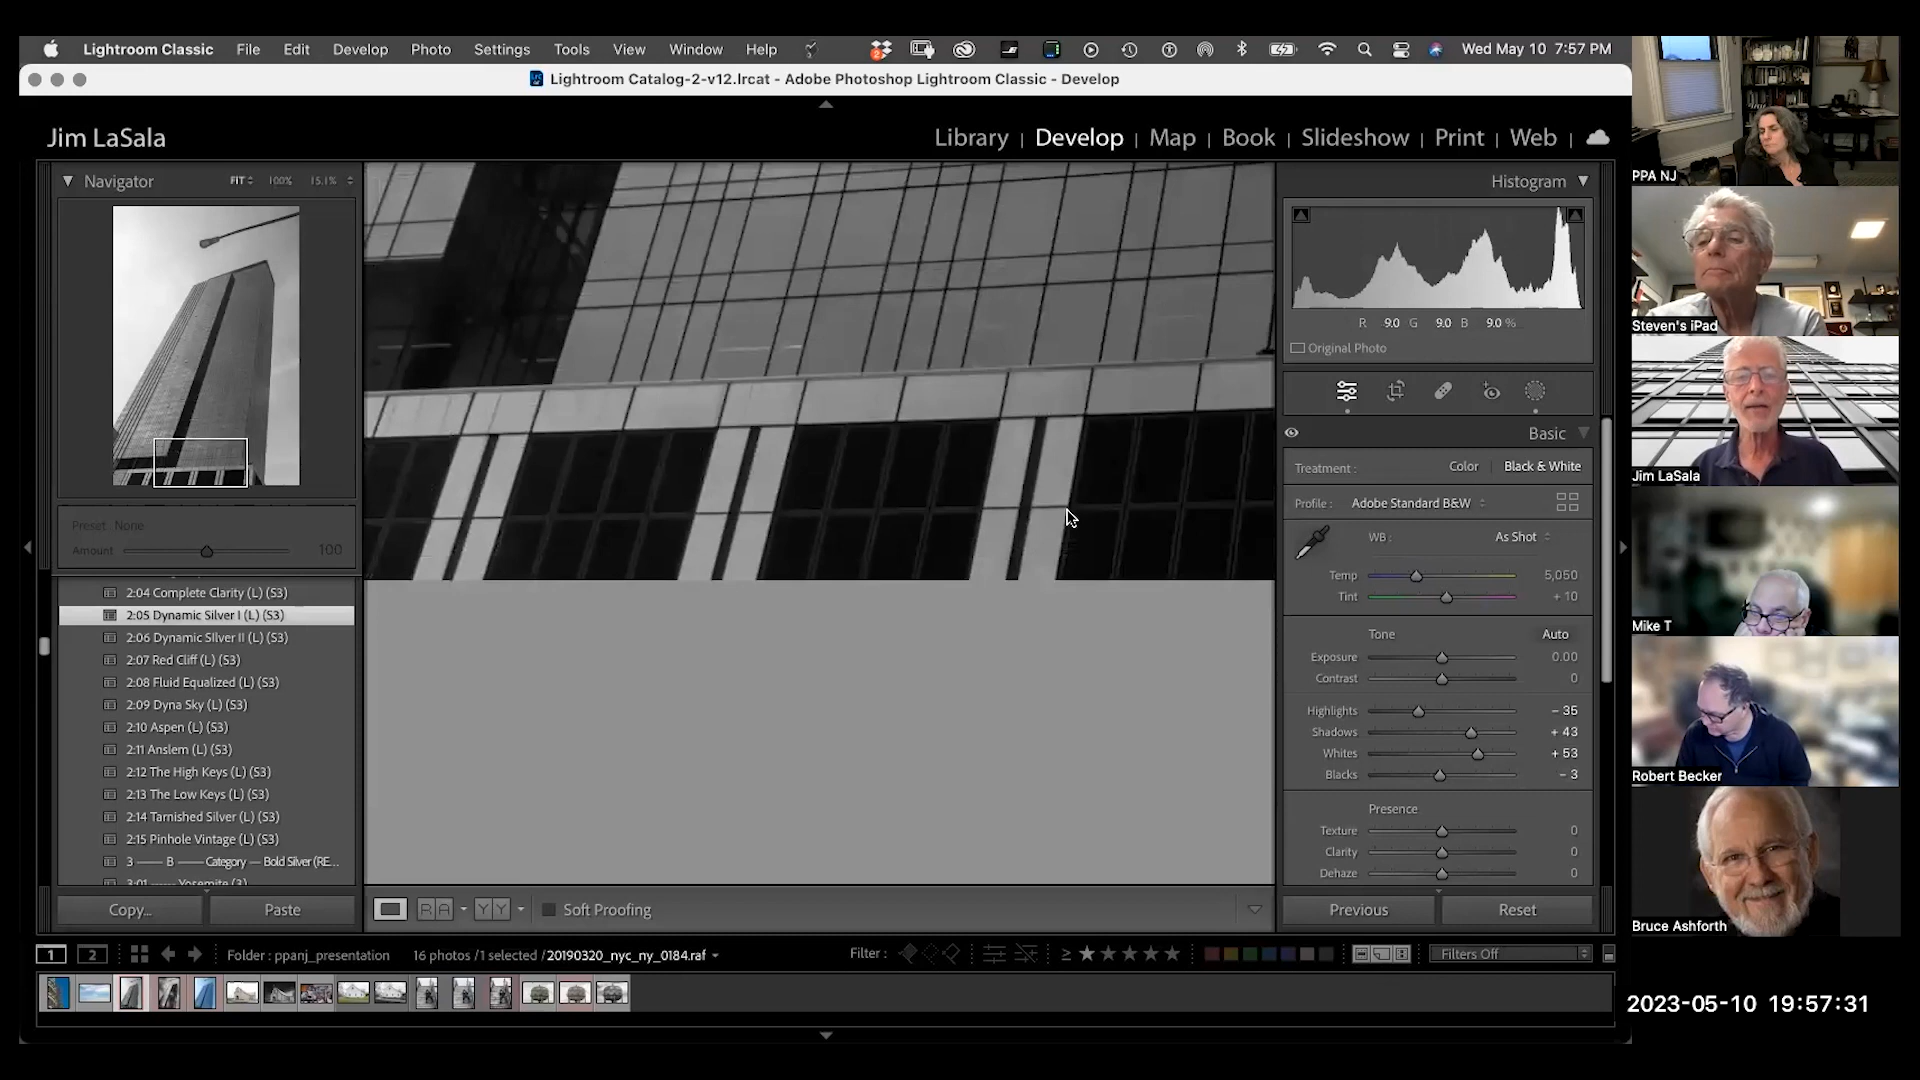 Lightroom Classic File Edit Develop Photo Settings Tools View Window Help 2 Wed May 10 7:57 PM
Lightroom Catalog-2-v12.lrcat - Adobe Photoshop Lightroom Classic - Develop
Jim LaSala
Library | Develop | Map | Book | Slideshow | Print | Web |
Navigator FIT 100% 15.1%
Preset: None
Amount 100
2:04 Complete Clarity (L) (S3)
2:05 Dynamic Silver I (L) (S3)
2:06 Dynamic SIlver II (L) (S3)
2:07 Red Cliff (L) (S3)
2:08 Fluid Equalized (L) (S3)
2:09 Dyna Sky (L) (S3)
2:10 Aspen (L) (S3)
2:11 Anslem (L) (S3)
2:12 The High Keys (L) (S3)
2:13 The Low Keys (L) (S3)
2:14 Tarnished Silver (L) (S3)
2:15 Pinhole Vintage (L) (S3)
3 —— B —— Category — Bold Silver (RE...
3:01 —— Yosemite (3)
Copy... Paste
R A Y Y Soft Proofing
Histogram
R 9.0 G 9.0 B 9.0 %
Original Photo
Basic
Treatment : Color Black & White
Profile : Adobe Standard B&W
WB : As Shot
Temp 5,050
Tint + 10
Tone Auto
Exposure 0.00
Contrast 0
Highlights − 35
Shadows + 43
Whites + 53
Blacks − 3
Presence
Texture 0
Clarity 0
Dehaze 0
Previous Reset
1 2 Folder : ppanj_presentation 16 photos /1 selected /20190320_nyc_ny_0184.raf Filter : ≥ ★★★★★ Filters Off
PPA NJ
Steven's iPad
Jim LaSala
Mike T
Robert Becker
Bruce Ashforth
2023-05-10 19:57:31